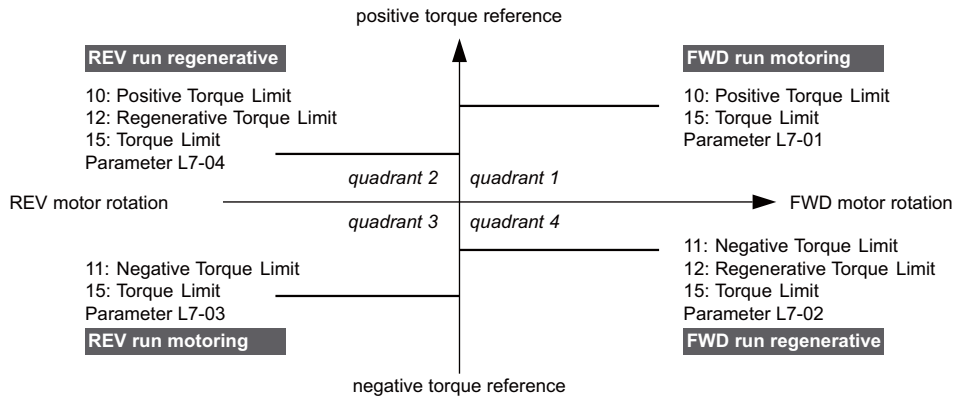 positive torque reference
REV run regenerative
10: Positive Torque Limit
12: Regenerative Torque Limit
15: Torque Limit
Parameter L7-04
FWD run motoring
10: Positive Torque Limit
15: Torque Limit
Parameter L7-01
quadrant 2
quadrant 1
REV motor rotation
FWD motor rotation
quadrant 3
quadrant 4
11: Negative Torque Limit
15: Torque Limit
Parameter L7-03
REV run motoring
11: Negative Torque Limit
12: Regenerative Torque Limit
15: Torque Limit
Parameter L7-02
FWD run regenerative
negative torque reference